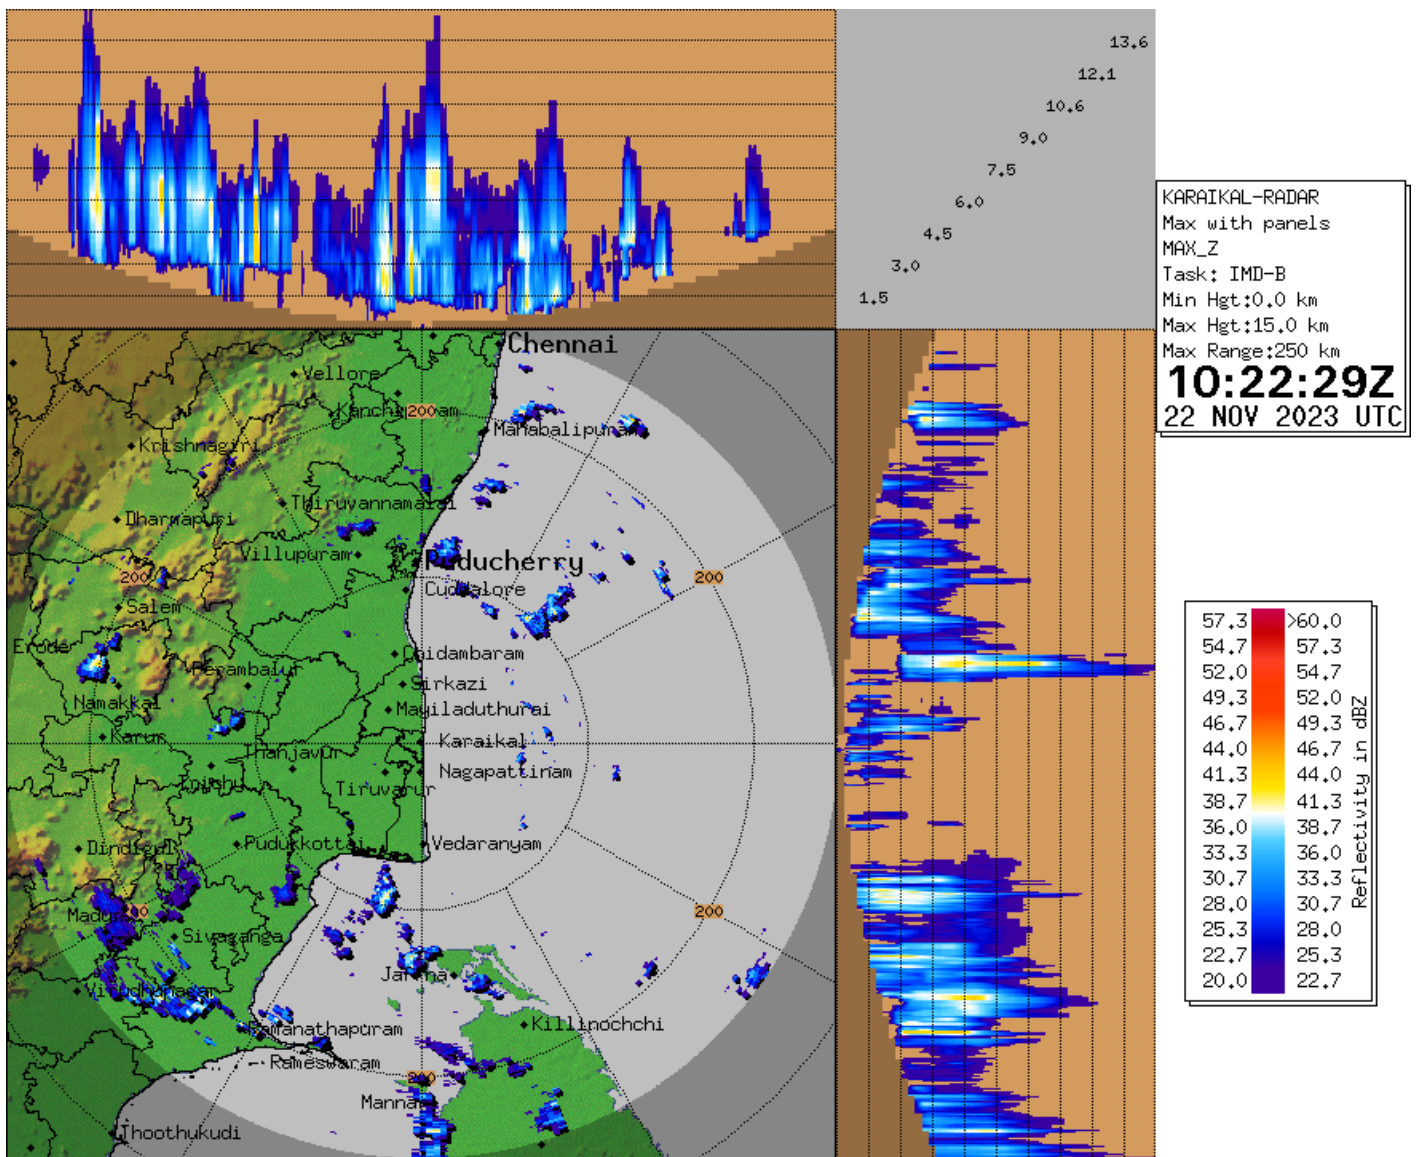 13.6
12.1
10.6
9.0
7.5
6.0
4.5
3.0
1.5
KARAIKAL-RADAR
Max with panels
MAX_Z
Task: IMD-B
Min Hgt:0.0 km
Max Hgt:15.0 km
Max Range:250 km
10:22:29Z
22 NOV 2023 UTC
Chennai
Vellore
200
Mahabalipuram
Krishnagiri
Thiruvannamalai
Dharmapuri
Villupuram
Puducherry
200
200
Cuddalore
Salem
Erode
Chidambaram
Perambalur
Sirkazi
Namakkal
Mayiladuthurai
Karur
Karaikal
Thanjavur
Nagapattinam
Tiruvarur
Dindigul
Pudukkottai
Vedaranyam
200
Sivaganga
Jaffna
Virudhunagar
Ramanathapuram
Killinochchi
Rameswaram
200
Mannar
Thoothukudi
57.3 >60.0
54.7 57.3
52.0 54.7
49.3 52.0
46.7 49.3
44.0 46.7
41.3 44.0
38.7 41.3
36.0 38.7
33.3 36.0
30.7 33.3
28.0 30.7
25.3 28.0
22.7 25.3
20.0 22.7
Reflectivity in dBZ